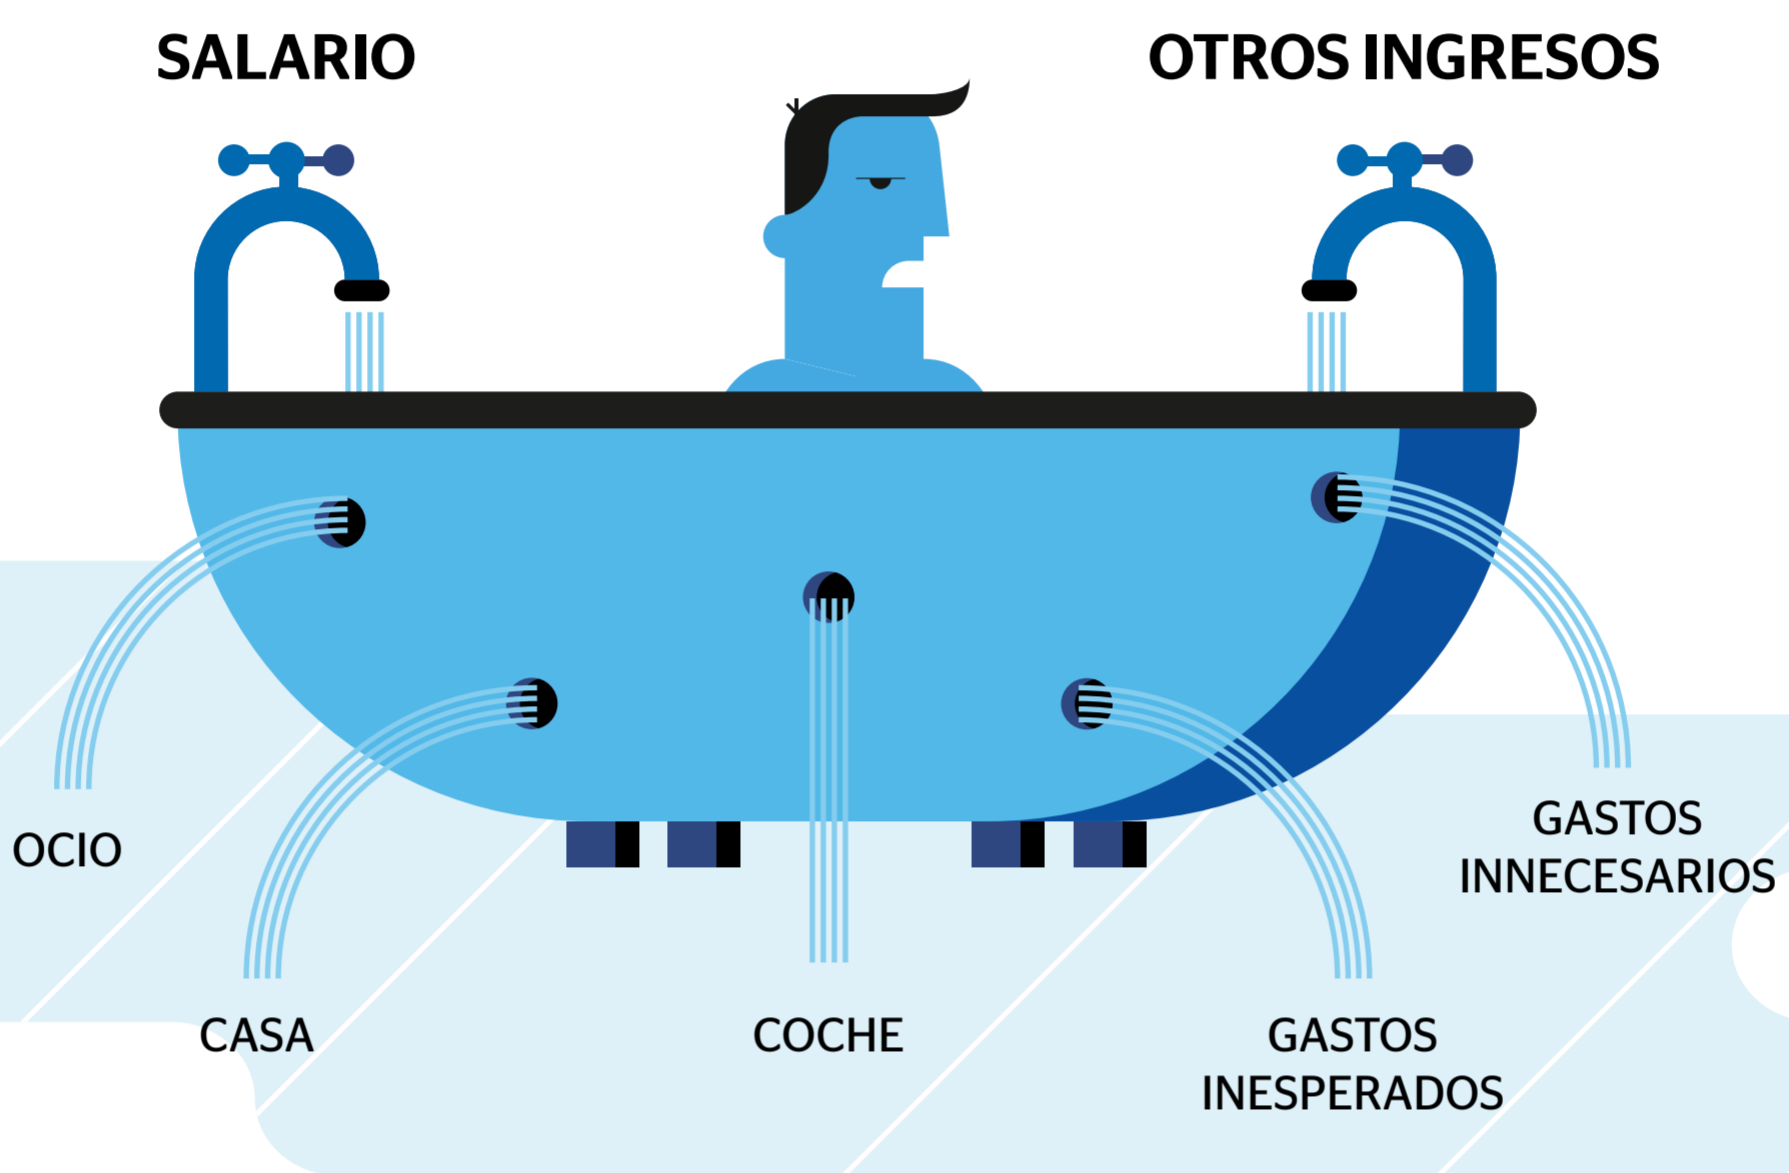 SALARIO
OTROS INGRESOS
OCIO
GASTOS
INNECESARIOS
CASA
COCHE
GASTOS
INESPERADOS